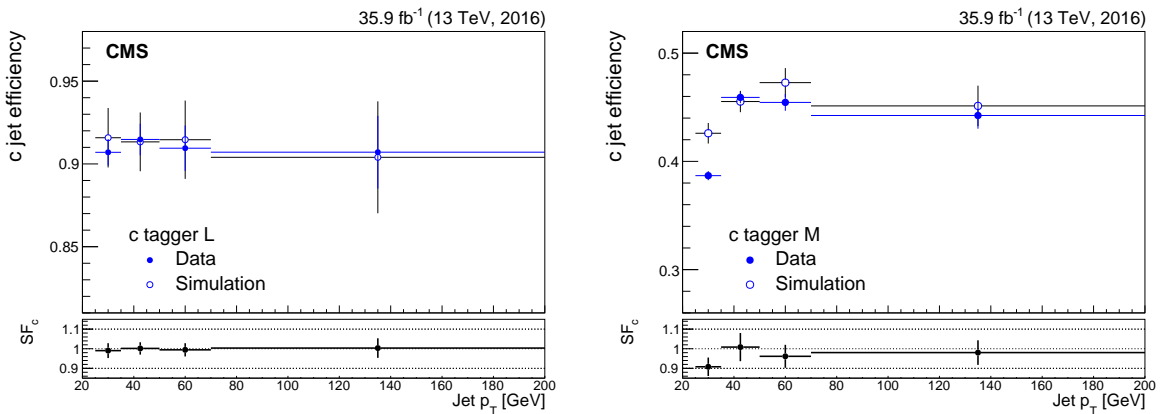 35.9 fb⁻¹ (13 TeV, 2016)
CMS
c jet efficiency
0.95
0.9
0.85
c tagger L
Data
Simulation
SF_c
1.1
1
0.9
20 40 60 80 100 120 140 160 180 200
Jet p_T [GeV]
35.9 fb⁻¹ (13 TeV, 2016)
CMS
c jet efficiency
0.5
0.4
0.3
c tagger M
Data
Simulation
SF_c
1.1
1
0.9
20 40 60 80 100 120 140 160 180 200
Jet p_T [GeV]